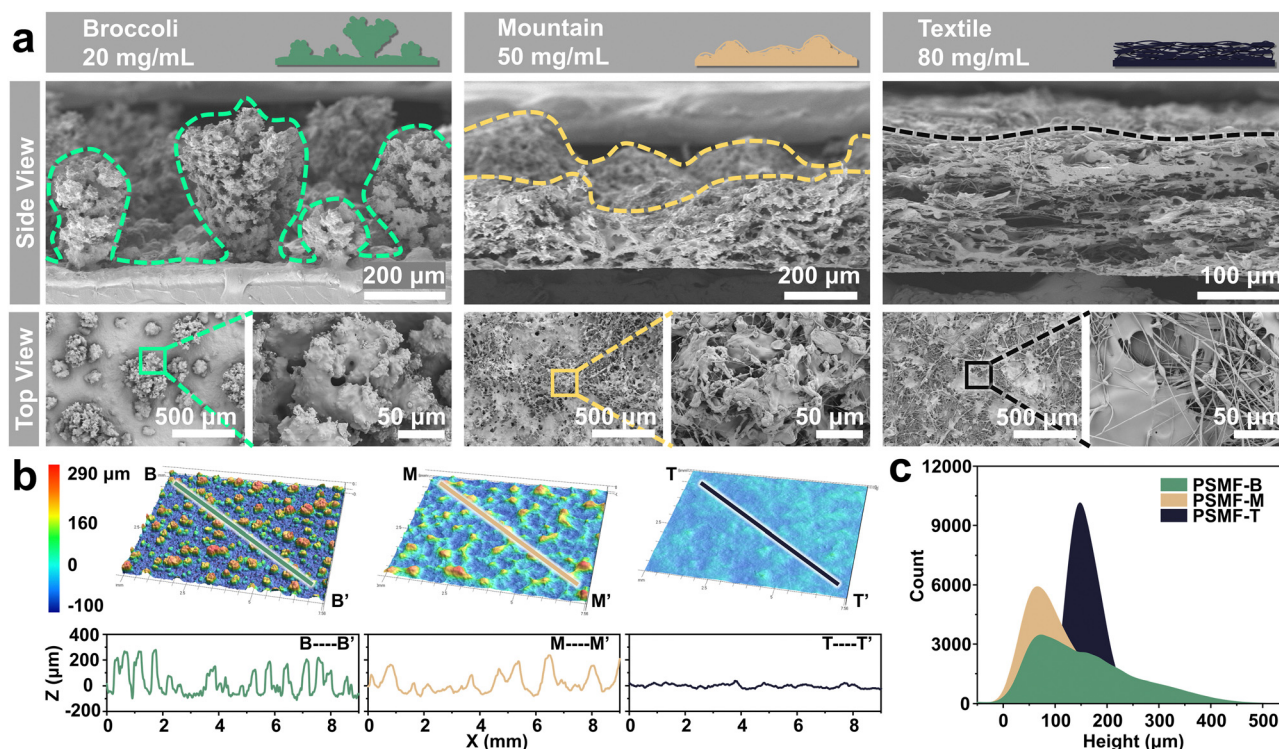 a
Broccoli
20 mg/mL
Mountain
50 mg/mL
Textile
80 mg/mL
Side View
200 μm
200 μm
100 μm
Top View
500 μm
50 μm
500 μm
50 μm
500 μm
50 μm
b
290 μm
160
0
-100
B
B'
M
M'
T
T'
Z (μm)
400
200
0
-200
B----B'
M----M'
T----T'
0 2 4 6 8
0 2 4 6 8
0 2 4 6 8
X (mm)
c
Count
12000
9000
6000
3000
0
PSMF-B
PSMF-M
PSMF-T
0 100 200 300 400 500
Height (μm)